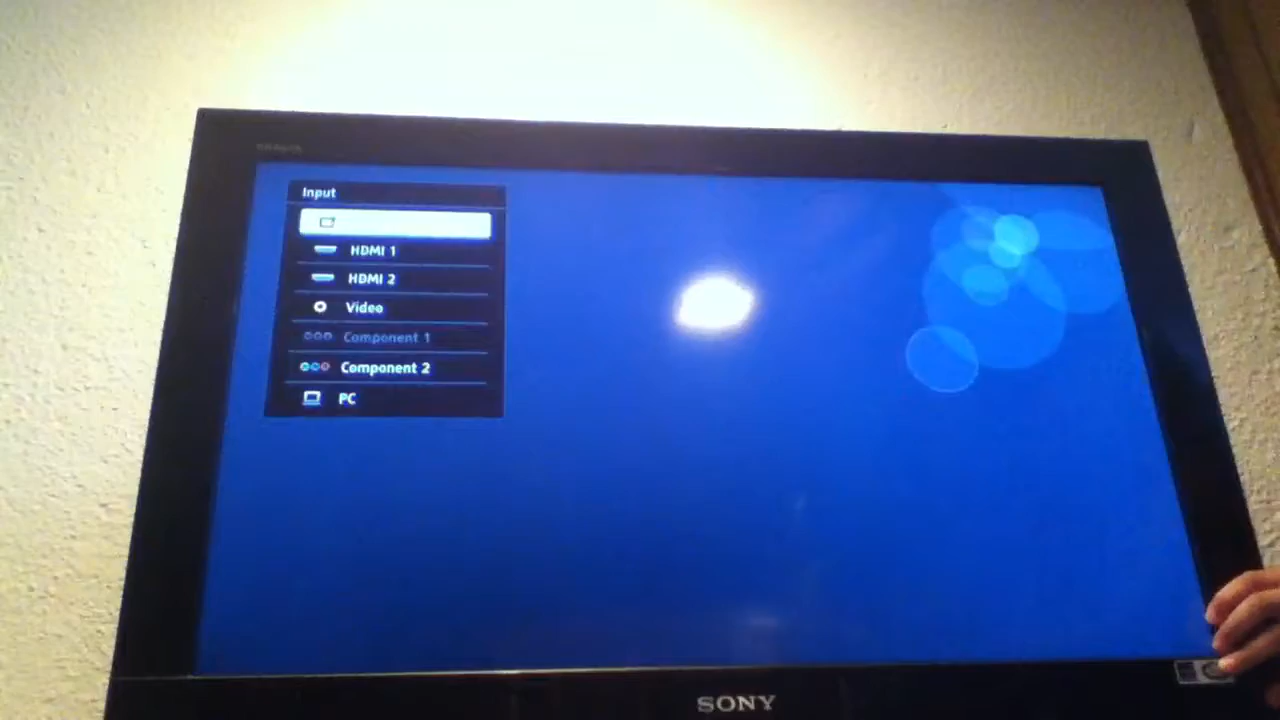 Input
HDMI 1
HDMI 2
Video
Component 1
Component 2
PC
SONY